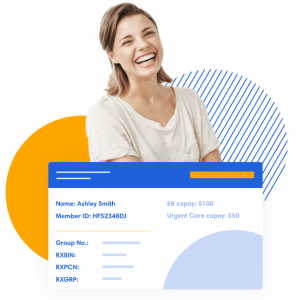 Name: Ashley Smith
Member ID: HFS2348DJ
ER copay: $100
Urgent Care copay: $50
Group No.:
RXBIN:
RXPCN:
RXGRP: